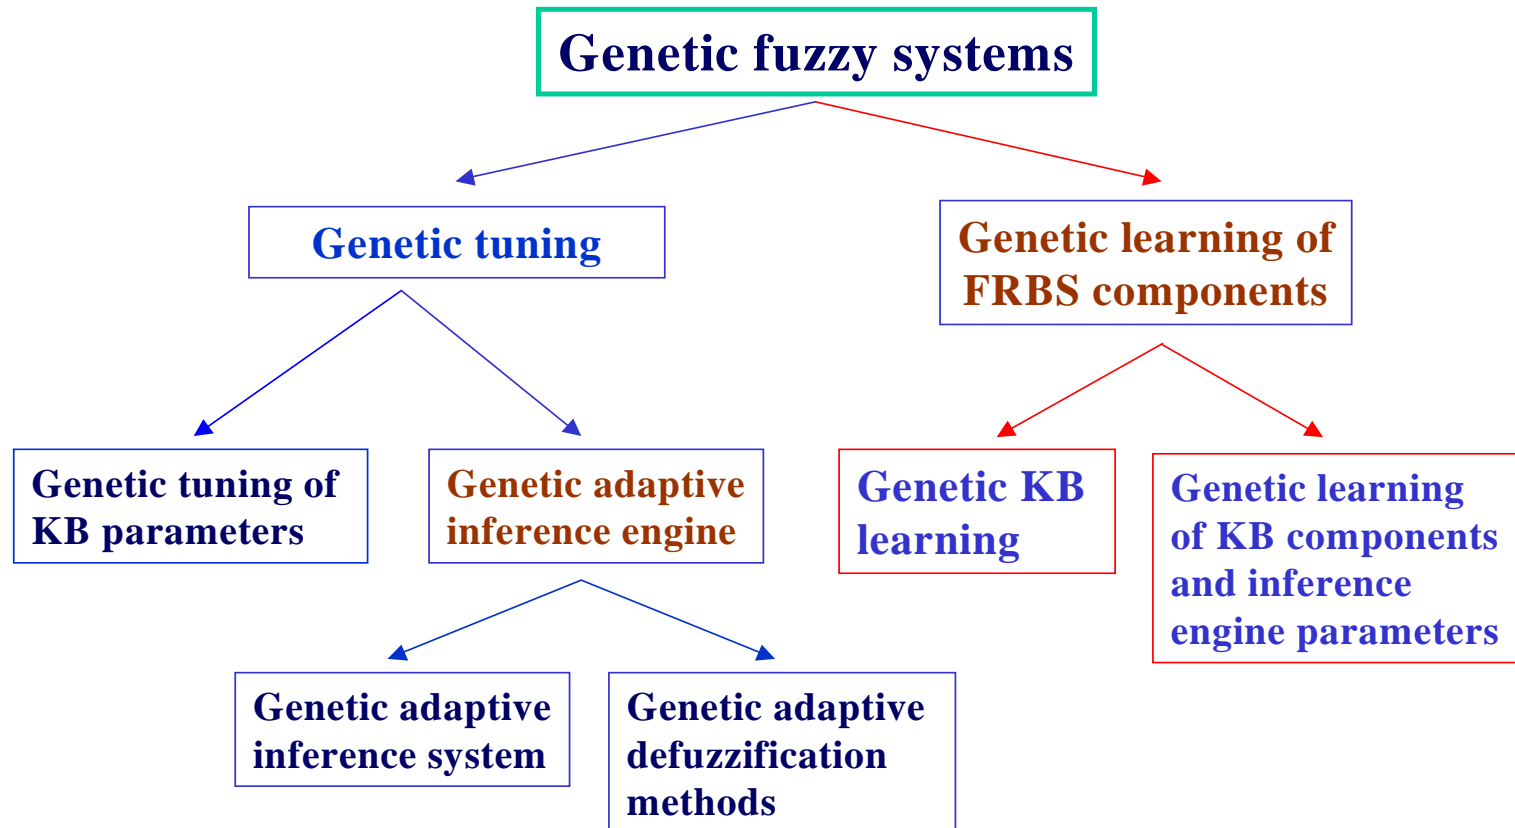 Genetic fuzzy systems
Genetic tuning
Genetic learning of
FRBS components
Genetic tuning of
KB parameters
Genetic adaptive
inference engine
Genetic KB
learning
Genetic learning
of KB components
and inference
engine parameters
Genetic adaptive
inference system
Genetic adaptive
defuzzification
methods